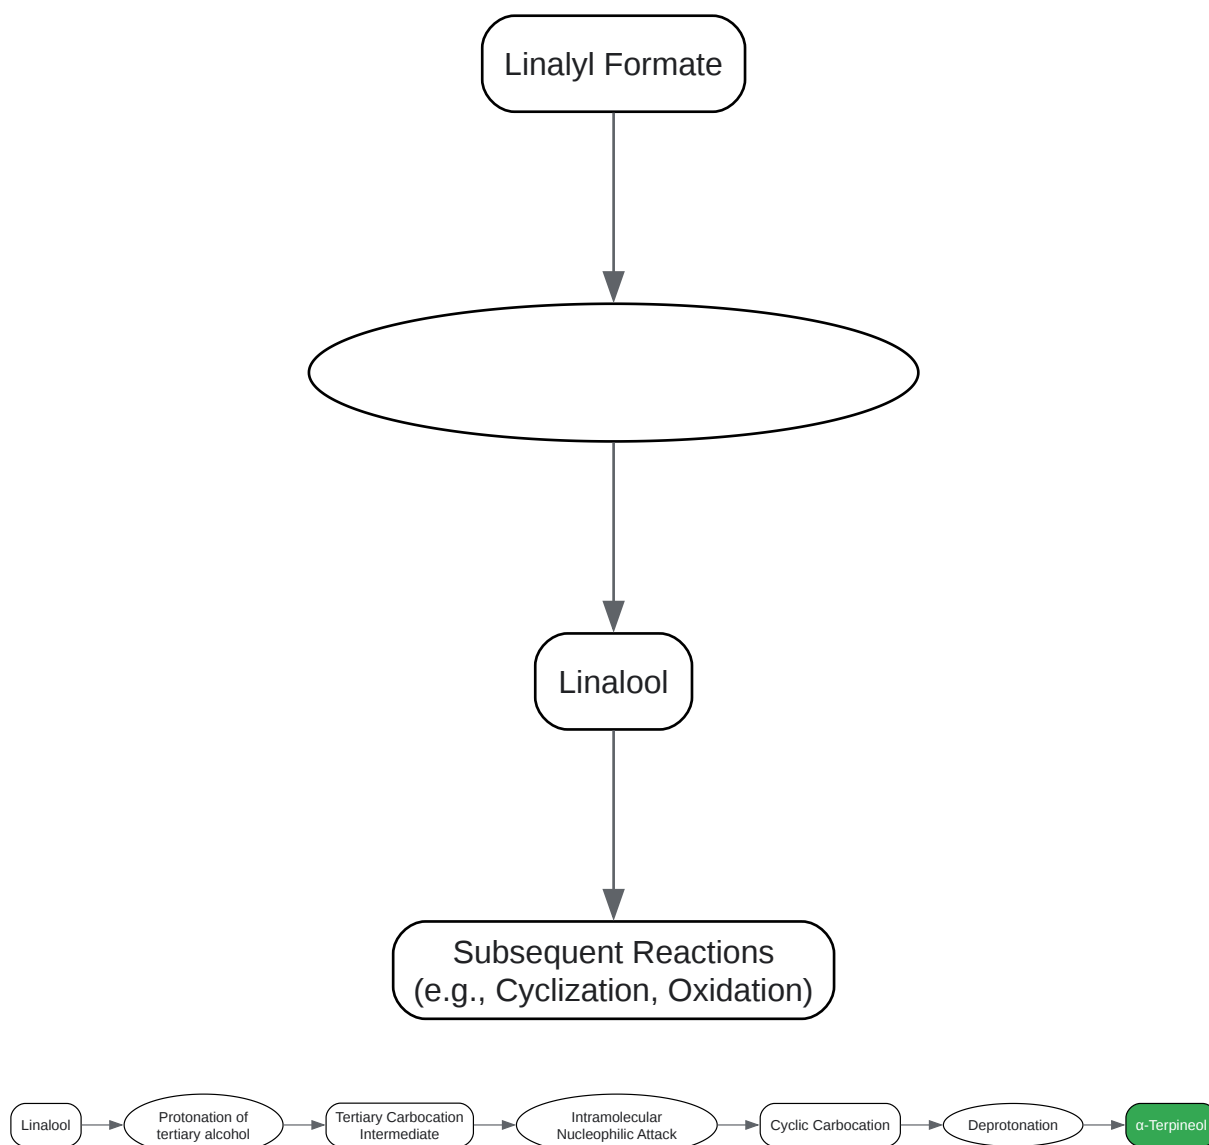 Linalyl Formate
Linalool
Subsequent Reactions
(e.g., Cyclization, Oxidation)
Linalool
Protonation of
tertiary alcohol
Tertiary Carbocation
Intermediate
Intramolecular
Nucleophilic Attack
Cyclic Carbocation
Deprotonation
α-Terpineol